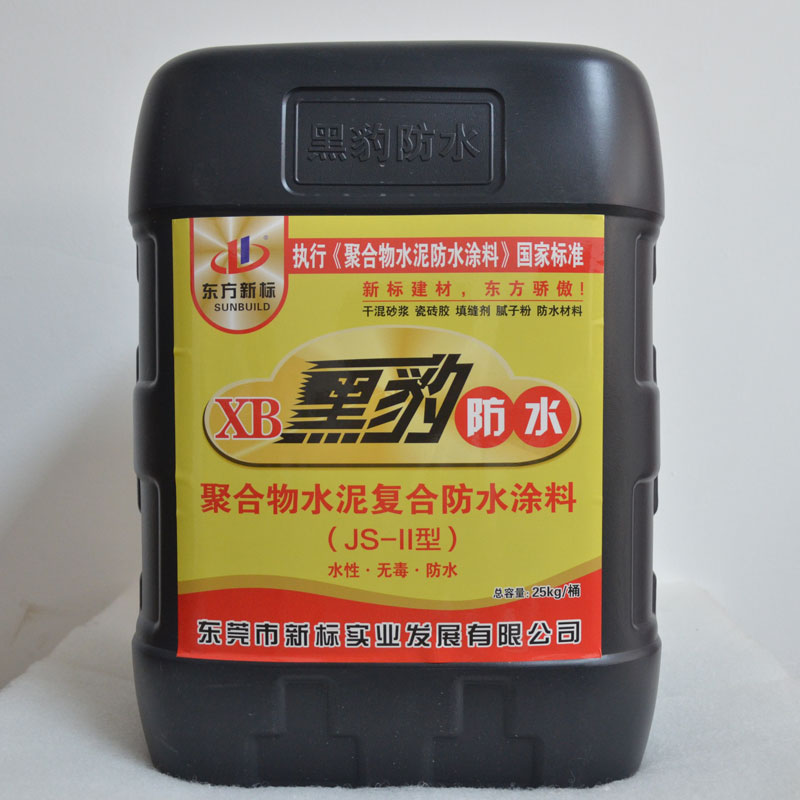 黑豹防水
东方新标
SUNBUILD
®
执行《聚合物水泥防水涂料》国家标准
新标建材，东方骄傲！
干混砂浆 瓷砖胶 填缝剂 腻子粉 防水材料
XB 黑豹 防水
聚合物水泥复合防水涂料
（JS-II型）
水性·无毒·防水
总容量：25kg/桶
东莞市新标实业发展有限公司